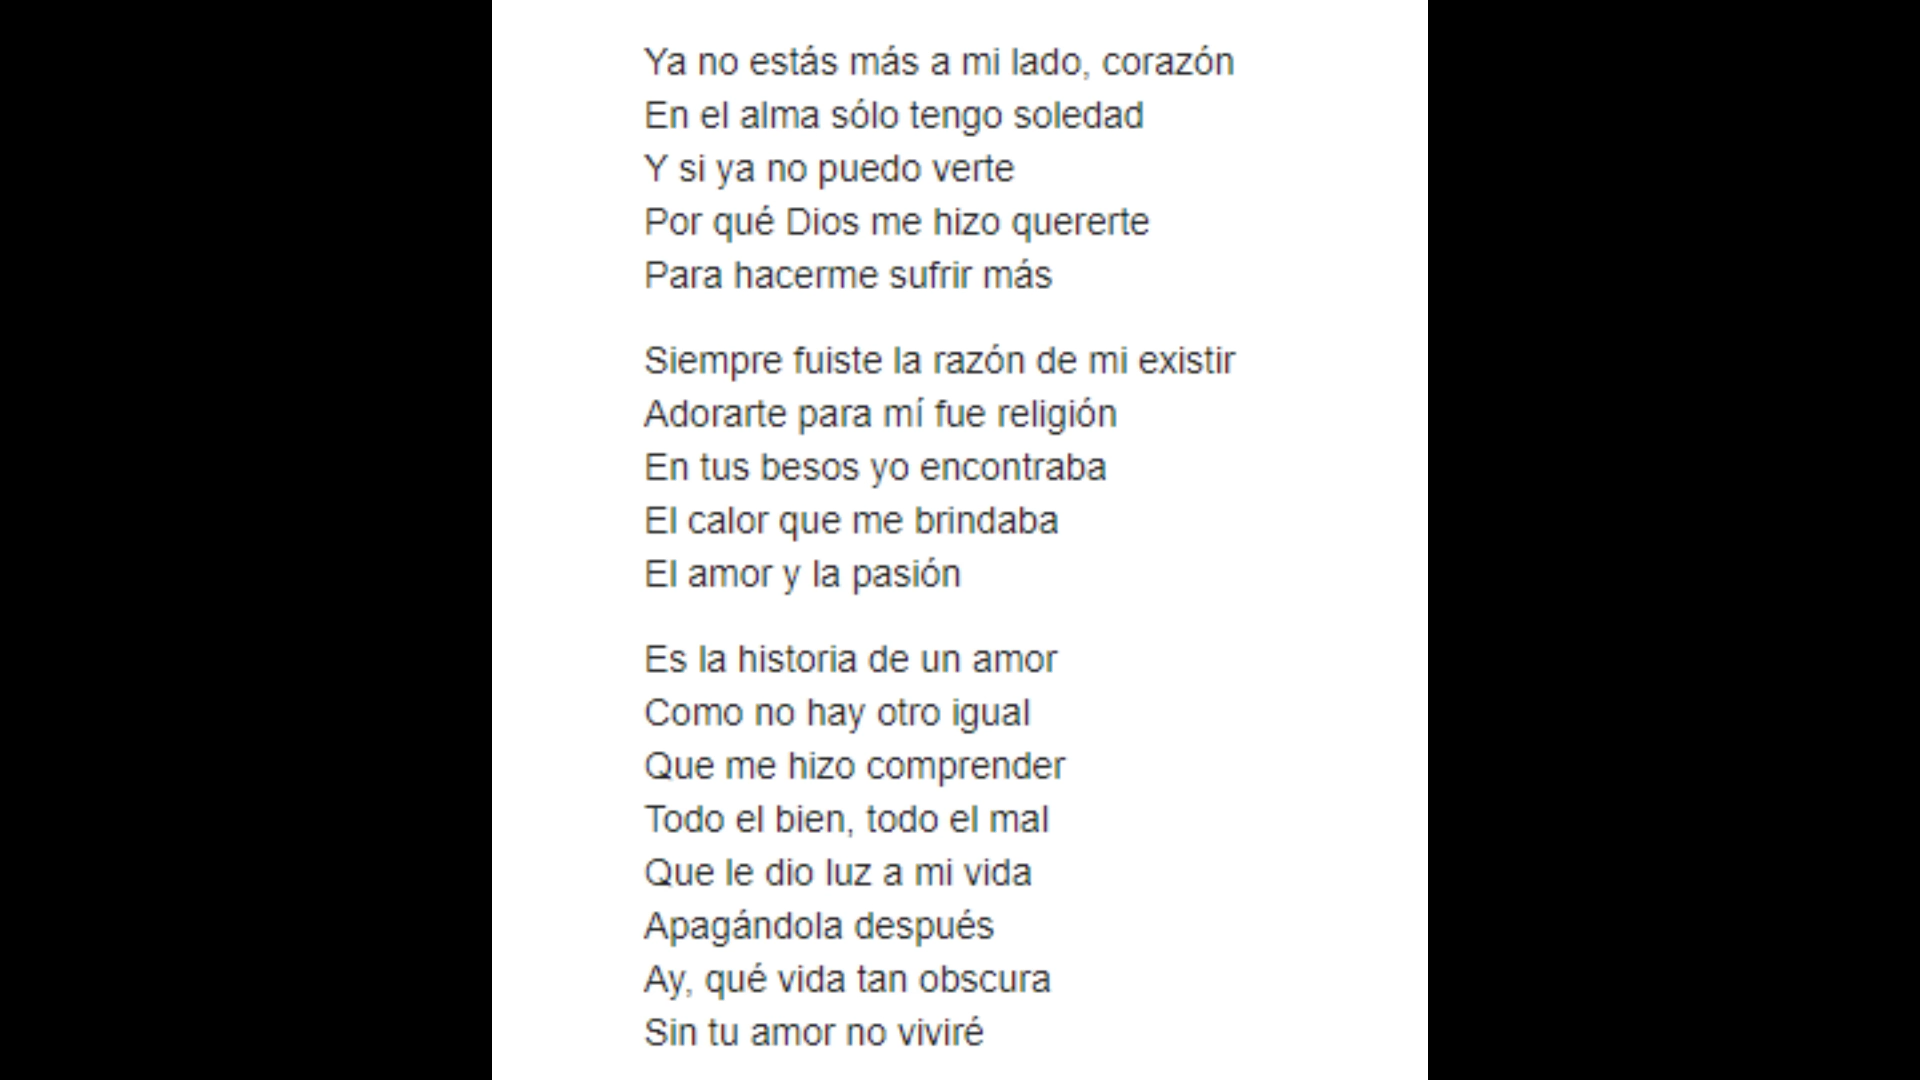 Ya no estás más a mi lado, corazón
En el alma sólo tengo soledad
Y si ya no puedo verte
Por qué Dios me hizo quererte
Para hacerme sufrir más
Siempre fuiste la razón de mi existir
Adorarte para mí fue religión
En tus besos yo encontraba
El calor que me brindaba
El amor y la pasión
Es la historia de un amor
Como no hay otro igual
Que me hizo comprender
Todo el bien, todo el mal
Que le dio luz a mi vida
Apagándola después
Ay, qué vida tan obscura
Sin tu amor no viviré